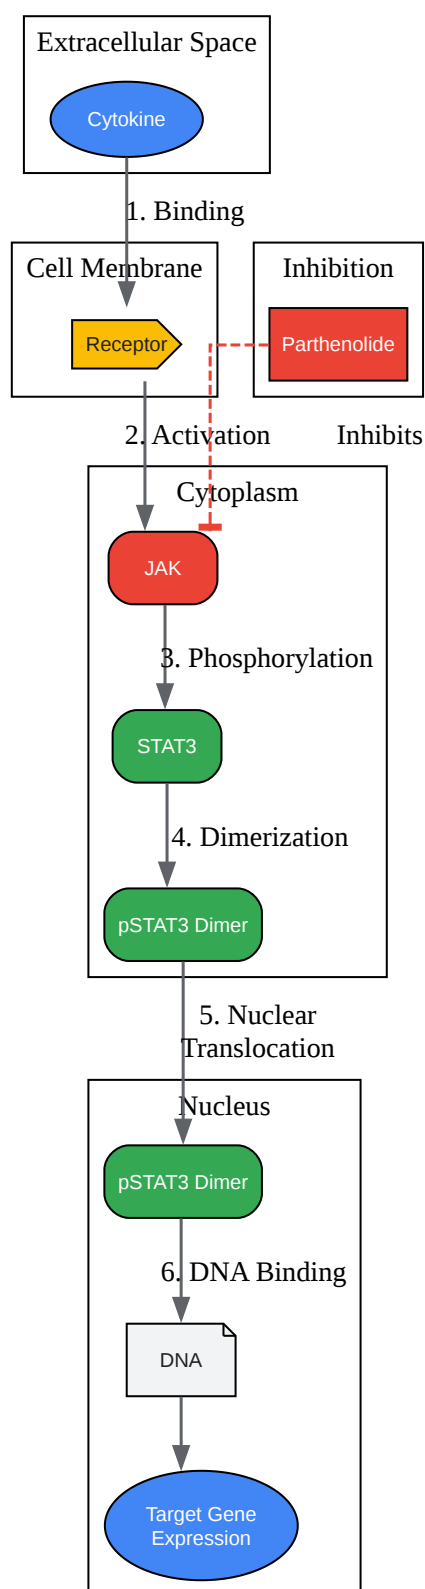 Extracellular Space
Cytokine
1. Binding
Cell Membrane
Inhibition
Receptor
Parthenolide
2. Activation
Inhibits
Cytoplasm
JAK
3. Phosphorylation
STAT3
4. Dimerization
pSTAT3 Dimer
5. Nuclear
Translocation
Nucleus
pSTAT3 Dimer
6. DNA Binding
DNA
Target Gene
Expression